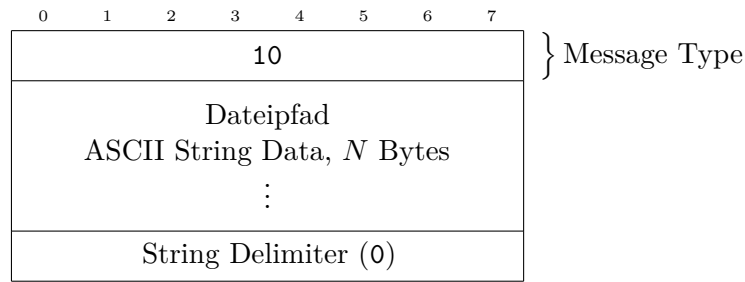 0 1 2 3 4 5 6 7
10
Message Type
Dateipfad
ASCII String Data, N Bytes
⋮
String Delimiter (0)